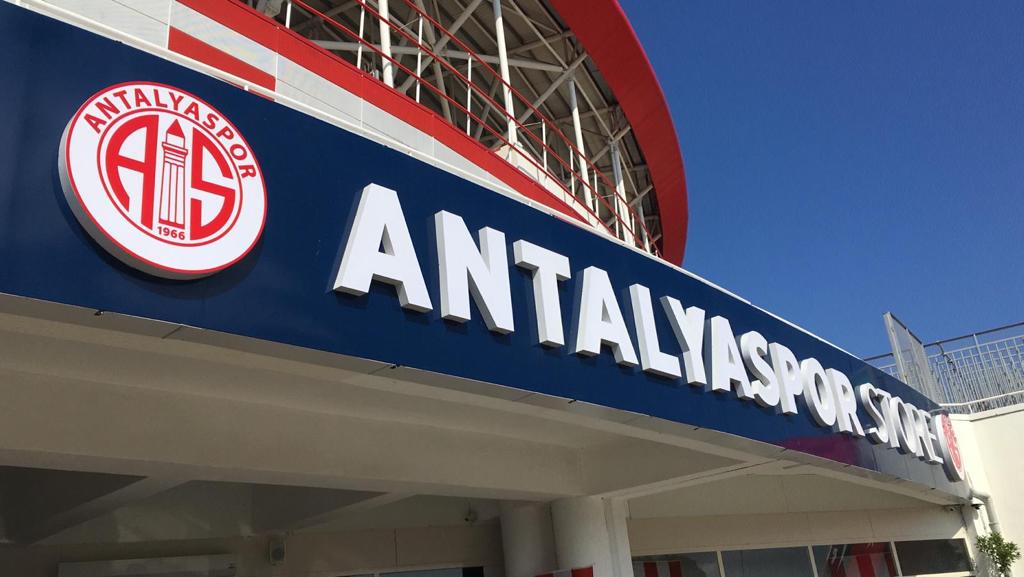 ANTALYASPOR
AS
1966
ANTALYASPOR STORE